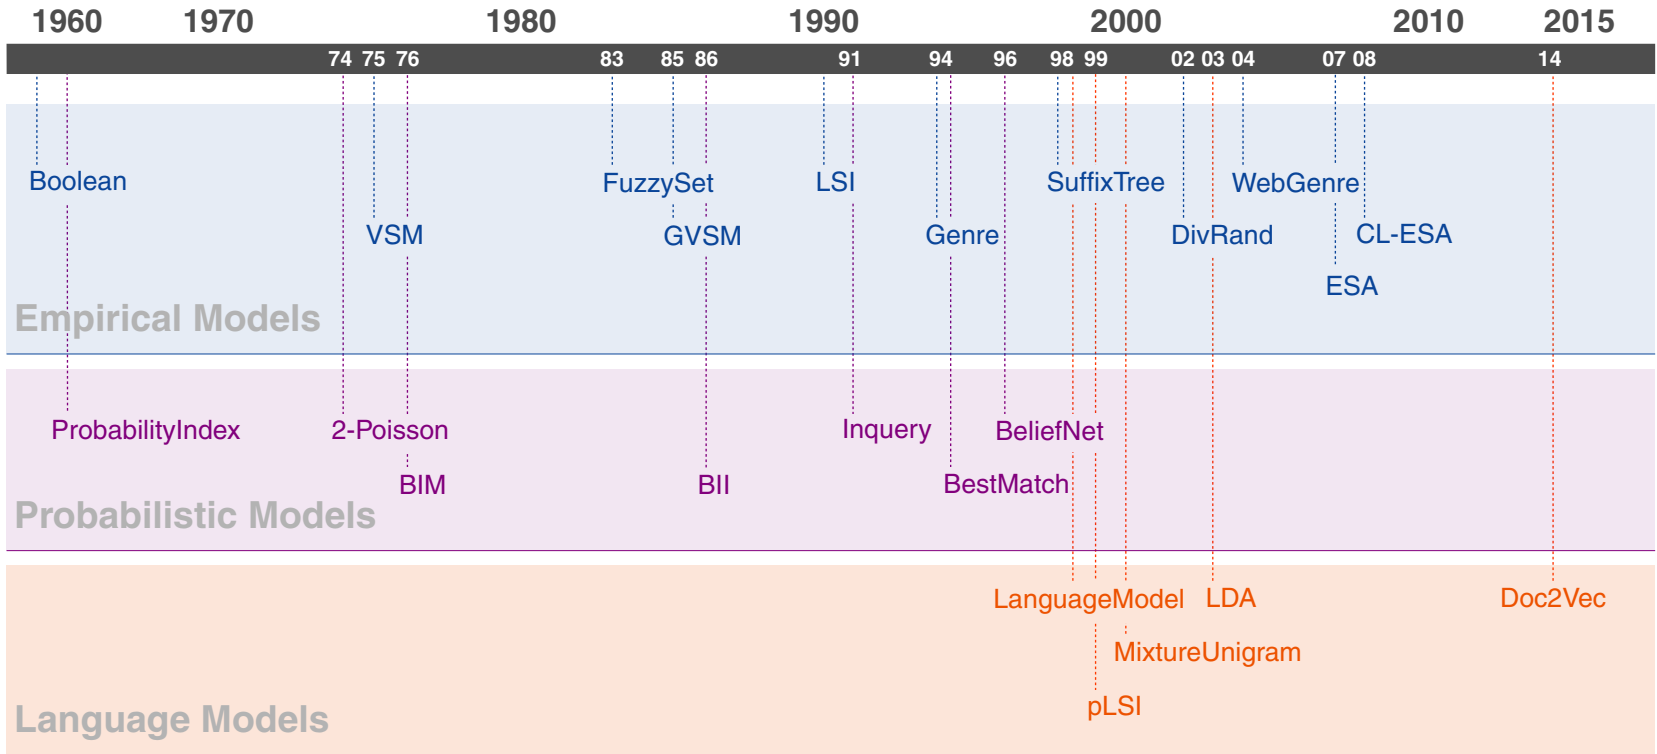 1960 1970 1980 1990 2000 2010 2015
74 75 76 83 85 86 91 94 96 98 99 02 03 04 07 08 14
Boolean FuzzySet LSI SuffixTree WebGenre
VSM GVSM Genre DivRand CL-ESA
ESA
Empirical Models
ProbabilityIndex 2-Poisson Inquery BeliefNet
BIM BII BestMatch
Probabilistic Models
LanguageModel LDA Doc2Vec
MixtureUnigram
pLSI
Language Models